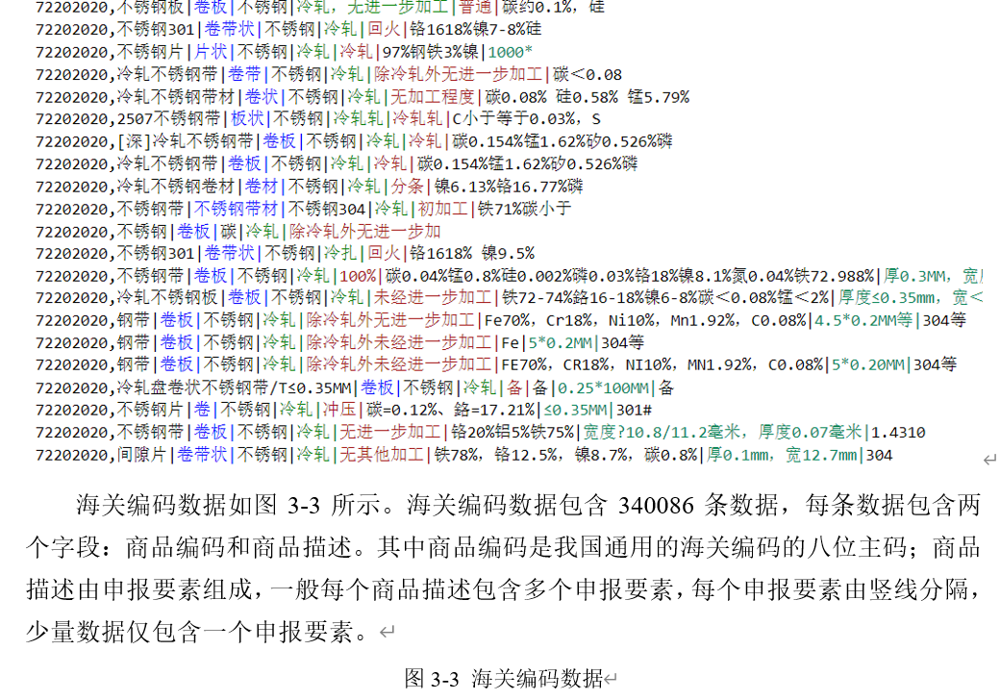 72202020,不锈钢板|卷板|不锈钢|冷轧，无进一步加工|普通|碳约0.1%，硅
72202020,不锈钢301|卷带状|不锈钢|冷轧|回火|铬1618%镍7-8%硅
72202020,不锈钢片|片状|不锈钢|冷轧|冷轧|97%钢铁3%镍|1000*
72202020,冷轧不锈钢带|卷带|不锈钢|冷轧|除冷轧外无进一步加工|碳＜0.08
72202020,冷轧不锈钢带材|卷状|不锈钢|冷轧|无加工程度|碳0.08% 硅0.58% 锰5.79%
72202020,2507不锈钢带|板状|不锈钢|冷轧轧|冷轧轧|C小于等于0.03%，S
72202020,[深]冷轧不锈钢带|卷板|不锈钢|冷轧|冷轧|碳0.154%锰1.62%矽0.526%磷
72202020,冷轧不锈钢带|卷板|不锈钢|冷轧|冷轧|碳0.154%锰1.62%矽0.526%磷
72202020,冷轧不锈钢卷材|卷材|不锈钢|冷轧|分条|镍6.13%铬16.77%磷
72202020,不锈钢带|不锈钢带材|不锈钢304|冷轧|初加工|铁71%碳小于
72202020,不锈钢|卷板|碳|冷轧|除冷轧外无进一步加
72202020,不锈钢301|卷带状|不锈钢|冷扎|回火|铬1618% 镍9.5%
72202020,不锈钢带|卷板|不锈钢|冷轧|100%|碳0.04%锰0.8%硅0.002%磷0.03%铬18%镍8.1%氮0.04%铁72.988%|厚0.3MM，宽
72202020,冷轧不锈钢板|卷板|不锈钢|冷轧|未经进一步加工|铁72-74%鉻16-18%镍6-8%碳＜0.08%锰＜2%|厚度≤0.35mm，宽＜
72202020,钢带|卷板|不锈钢|冷轧|除冷轧外无进一步加工|Fe70%，Cr18%，Ni10%，Mn1.92%，C0.08%|4.5*0.2MM等|304等
72202020,钢带|卷板|不锈钢|冷轧|除冷轧外未经进一步加工|Fe|5*0.2MM|304等
72202020,钢带|卷板|不锈钢|冷轧|除冷轧外未经进一步加工|FE70%，CR18%，NI10%，MN1.92%，C0.08%|5*0.20MM|304等
72202020,冷轧盘卷状不锈钢带/T≤0.35MM|卷板|不锈钢|冷轧|备|备|0.25*100MM|备
72202020,不锈钢片|卷|不锈钢|冷轧|冲压|碳=0.12%、鉻=17.21%|≤0.35MM|301#
72202020,不锈钢带|卷板|不锈钢|冷轧|无进一步加工|铬20%铝5%铁75%|宽度?10.8/11.2毫米，厚度0.07毫米|1.4310
72202020,间隙片|卷带状|不锈钢|冷轧|无其他加工|铁78%，铬12.5%，镍8.7%，碳0.8%|厚0.1mm，宽12.7mm|304
海关编码数据如图 3-3 所示。海关编码数据包含 340086 条数据，每条数据包含两
个字段：商品编码和商品描述。其中商品编码是我国通用的海关编码的八位主码；商品
描述由申报要素组成，一般每个商品描述包含多个申报要素，每个申报要素由竖线分隔，
少量数据仅包含一个申报要素。
图 3-3 海关编码数据